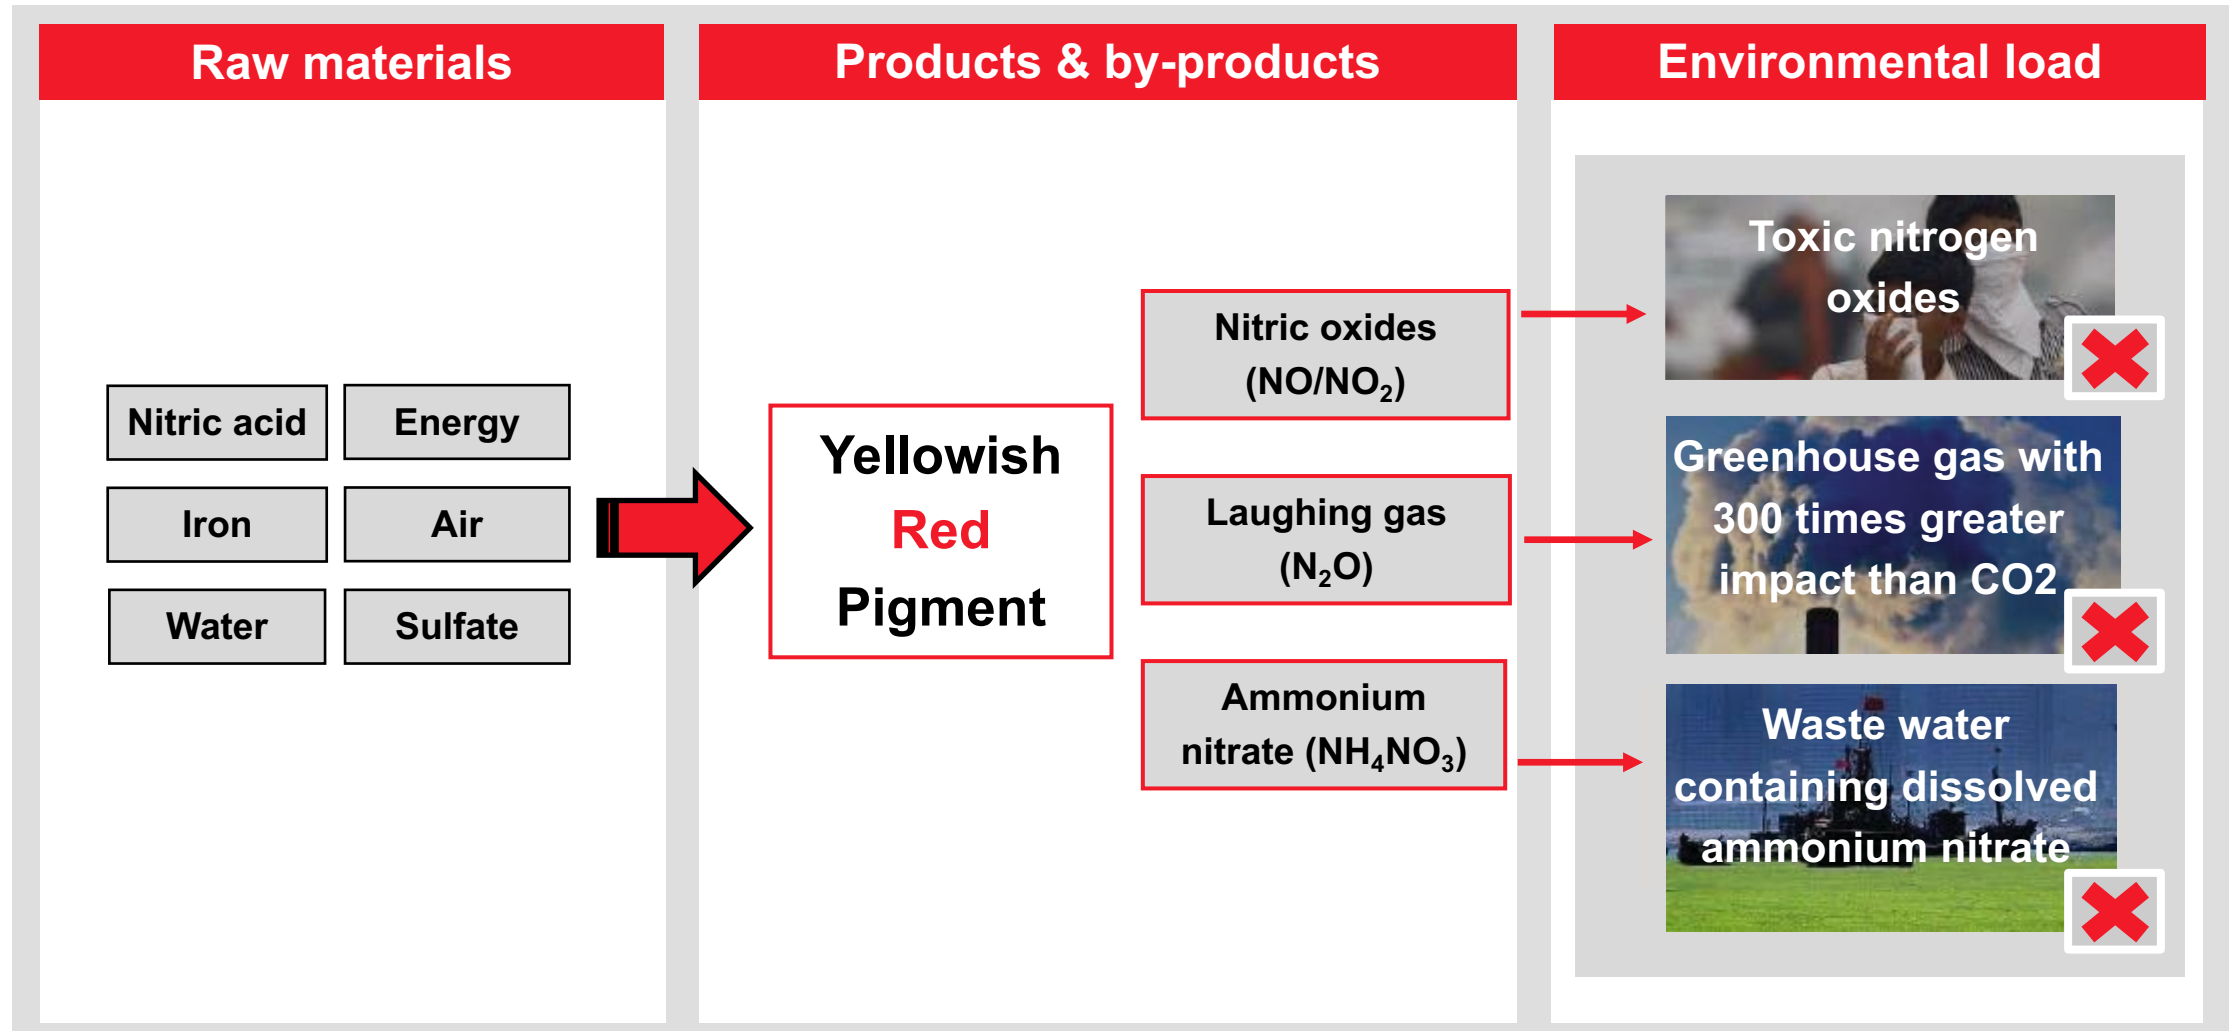 Raw materials
Products & by-products
Environmental load
Nitric acid
Energy
Iron
Air
Water
Sulfate
Yellowish
Red
Pigment
Nitric oxides
(NO/NO₂)
Laughing gas
(N₂O)
Ammonium
nitrate (NH₄NO₃)
Toxic nitrogen
oxides
Greenhouse gas with
300 times greater
impact than CO2
Waste water
containing dissolved
ammonium nitrate